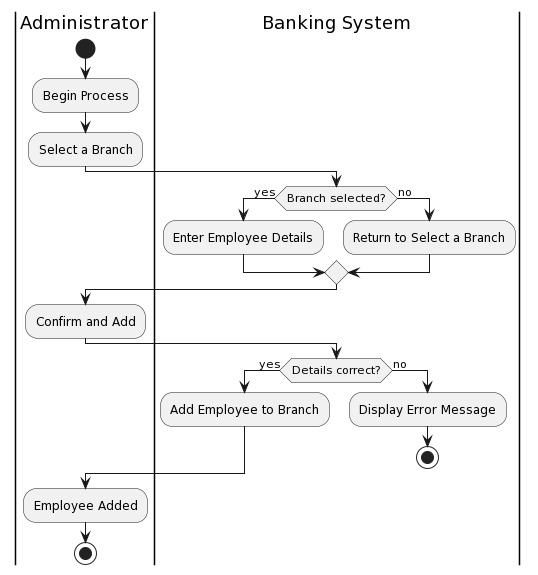 Administrator
Banking System
Begin Process
Select a Branch
Branch selected?
yes
no
Enter Employee Details
Return to Select a Branch
Confirm and Add
Details correct?
yes
no
Add Employee to Branch
Display Error Message
Employee Added